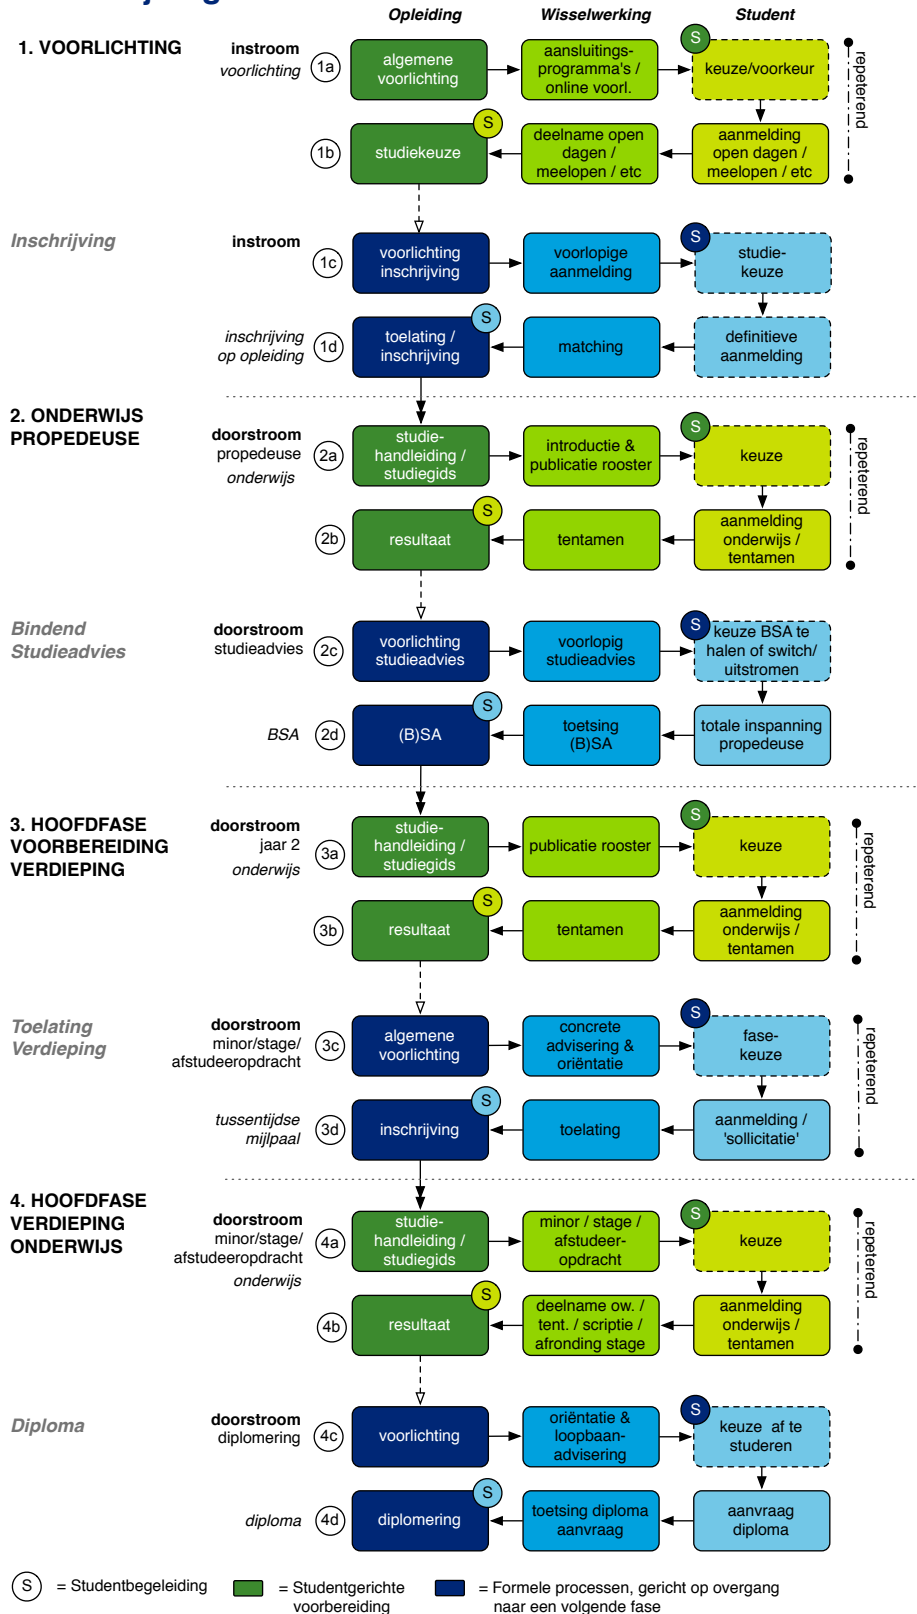 Opleiding
Wisselwerking
Student
1. VOORLICHTING
instroom
voorlichting
1a
algemene
voorlichting
aansluitings-
programma's /
online voorl.
S
keuze/voorkeur
repeterend
1b
studiekeuze
S
deelname open
dagen /
meelopen / etc
aanmelding
open dagen /
meelopen / etc
Inschrijving
instroom
1c
voorlichting
inschrijving
voorlopige
aanmelding
S
studie-
keuze
inschrijving
op opleiding
1d
toelating /
inschrijving
S
matching
definitieve
aanmelding
2. ONDERWIJS
PROPEDEUSE
doorstroom
propedeuse
onderwijs
2a
studie-
handleiding /
studiegids
introductie &
publicatie rooster
S
keuze
repeterend
2b
resultaat
S
tentamen
aanmelding
onderwijs /
tentamen
Bindend
Studieadvies
doorstroom
studieadvies
2c
voorlichting
studieadvies
voorlopig
studieadvies
S
keuze BSA te
halen of switch/
uitstromen
BSA
2d
(B)SA
S
toetsing
(B)SA
totale inspanning
propedeuse
3. HOOFDFASE
VOORBEREIDING
VERDIEPING
doorstroom
jaar 2
onderwijs
3a
studie-
handleiding /
studiegids
publicatie rooster
S
keuze
repeterend
3b
resultaat
S
tentamen
aanmelding
onderwijs /
tentamen
Toelating
Verdieping
doorstroom
minor/stage/
afstudeeropdracht
3c
algemene
voorlichting
concrete
advisering &
oriëntatie
S
fase-
keuze
repeterend
tussentijdse
mijlpaal
3d
inschrijving
S
toelating
aanmelding /
'sollicitatie'
4. HOOFDFASE
VERDIEPING
ONDERWIJS
doorstroom
minor/stage/
afstudeeropdracht
onderwijs
4a
studie-
handleiding /
studiegids
minor / stage /
afstudeer-
opdracht
S
keuze
repeterend
4b
resultaat
S
deelname ow. /
tent. / scriptie /
afronding stage
aanmelding
onderwijs /
tentamen
Diploma
doorstroom
diplomering
4c
voorlichting
oriëntatie &
loopbaan-
advisering
S
keuze af te
studeren
diploma
4d
diplomering
S
toetsing diploma
aanvraag
aanvraag
diploma
S
= Studentbegeleiding
= Studentgerichte
voorbereiding
= Formele processen, gericht op overgang
naar een volgende fase